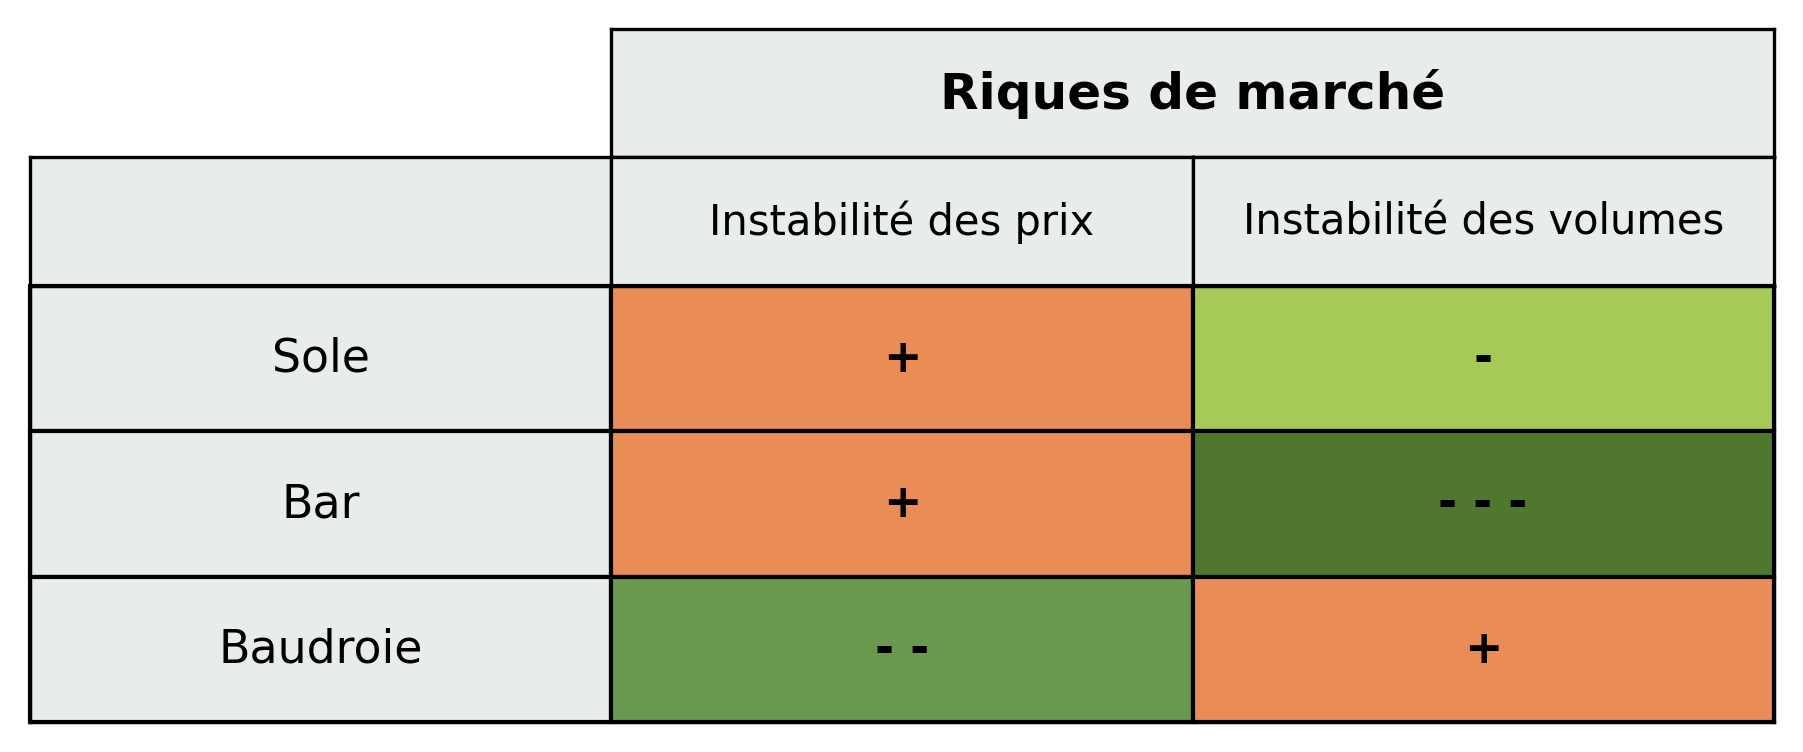 Riques de marché
Instabilité des prix Instabilité des volumes
Sole + -
Bar + - - -
Baudroie - - +